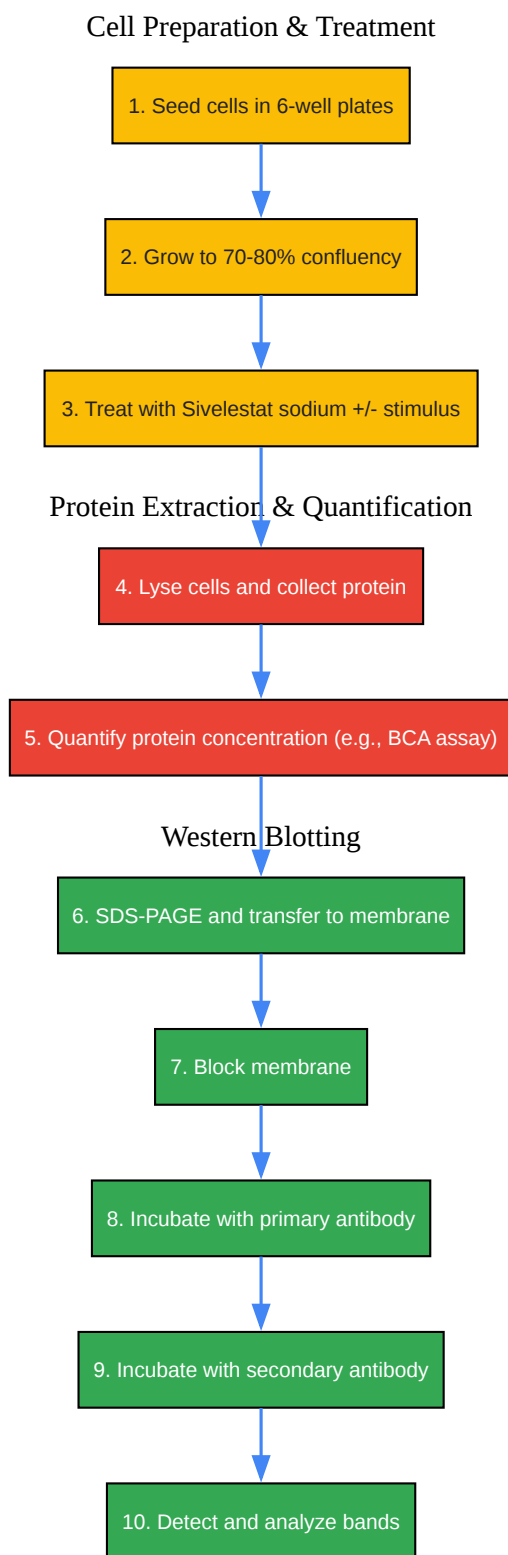 Cell Preparation & Treatment
1. Seed cells in 6-well plates
2. Grow to 70-80% confluency
3. Treat with Sivelestat sodium +/- stimulus
Protein Extraction & Quantification
4. Lyse cells and collect protein
5. Quantify protein concentration (e.g., BCA assay)
Western Blotting
6. SDS-PAGE and transfer to membrane
7. Block membrane
8. Incubate with primary antibody
9. Incubate with secondary antibody
10. Detect and analyze bands